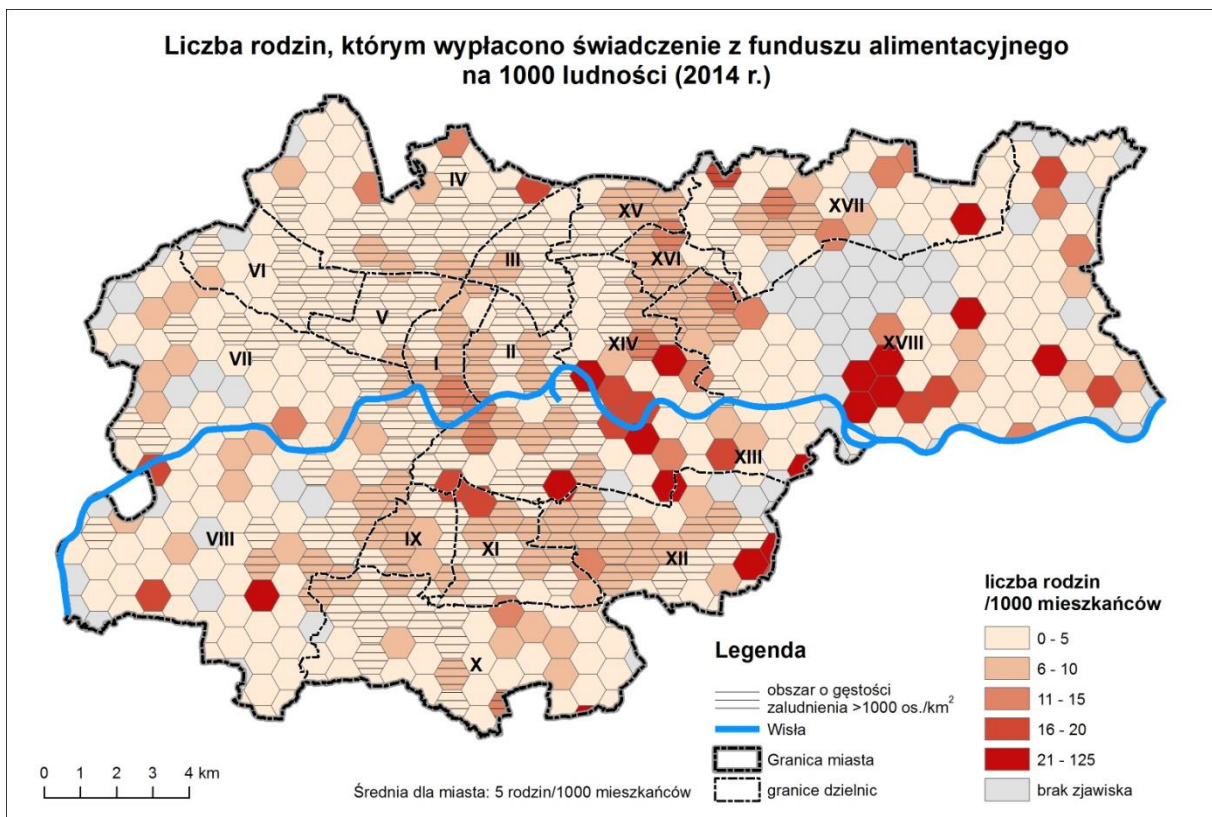 Liczba rodzin, którym wypłacono świadczenie z funduszu alimentacyjnego
na 1000 ludności (2014 r.)
IV
XV
XVII
III
XVI
VI
V
XIV
XVIII
VII
I
II
XIII
VIII
IX
XI
XII
X
liczba rodzin
/1000 mieszkańców
0 - 5
6 - 10
11 - 15
16 - 20
21 - 125
brak zjawiska
Legenda
obszar o gęstości
zaludnienia >1000 os./km²
Wisła
Granica miasta
granice dzielnic
0 1 2 3 4 km
Średnia dla miasta: 5 rodzin/1000 mieszkańców